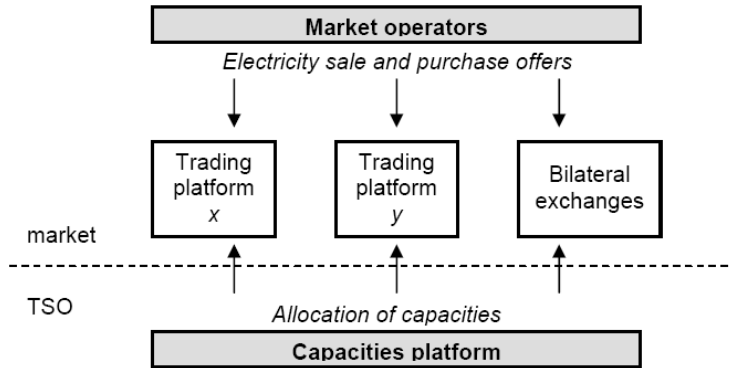 Market operators
Electricity sale and purchase offers
Trading
platform
x
Trading
platform
y
Bilateral
exchanges
market
TSO
Allocation of capacities
Capacities platform